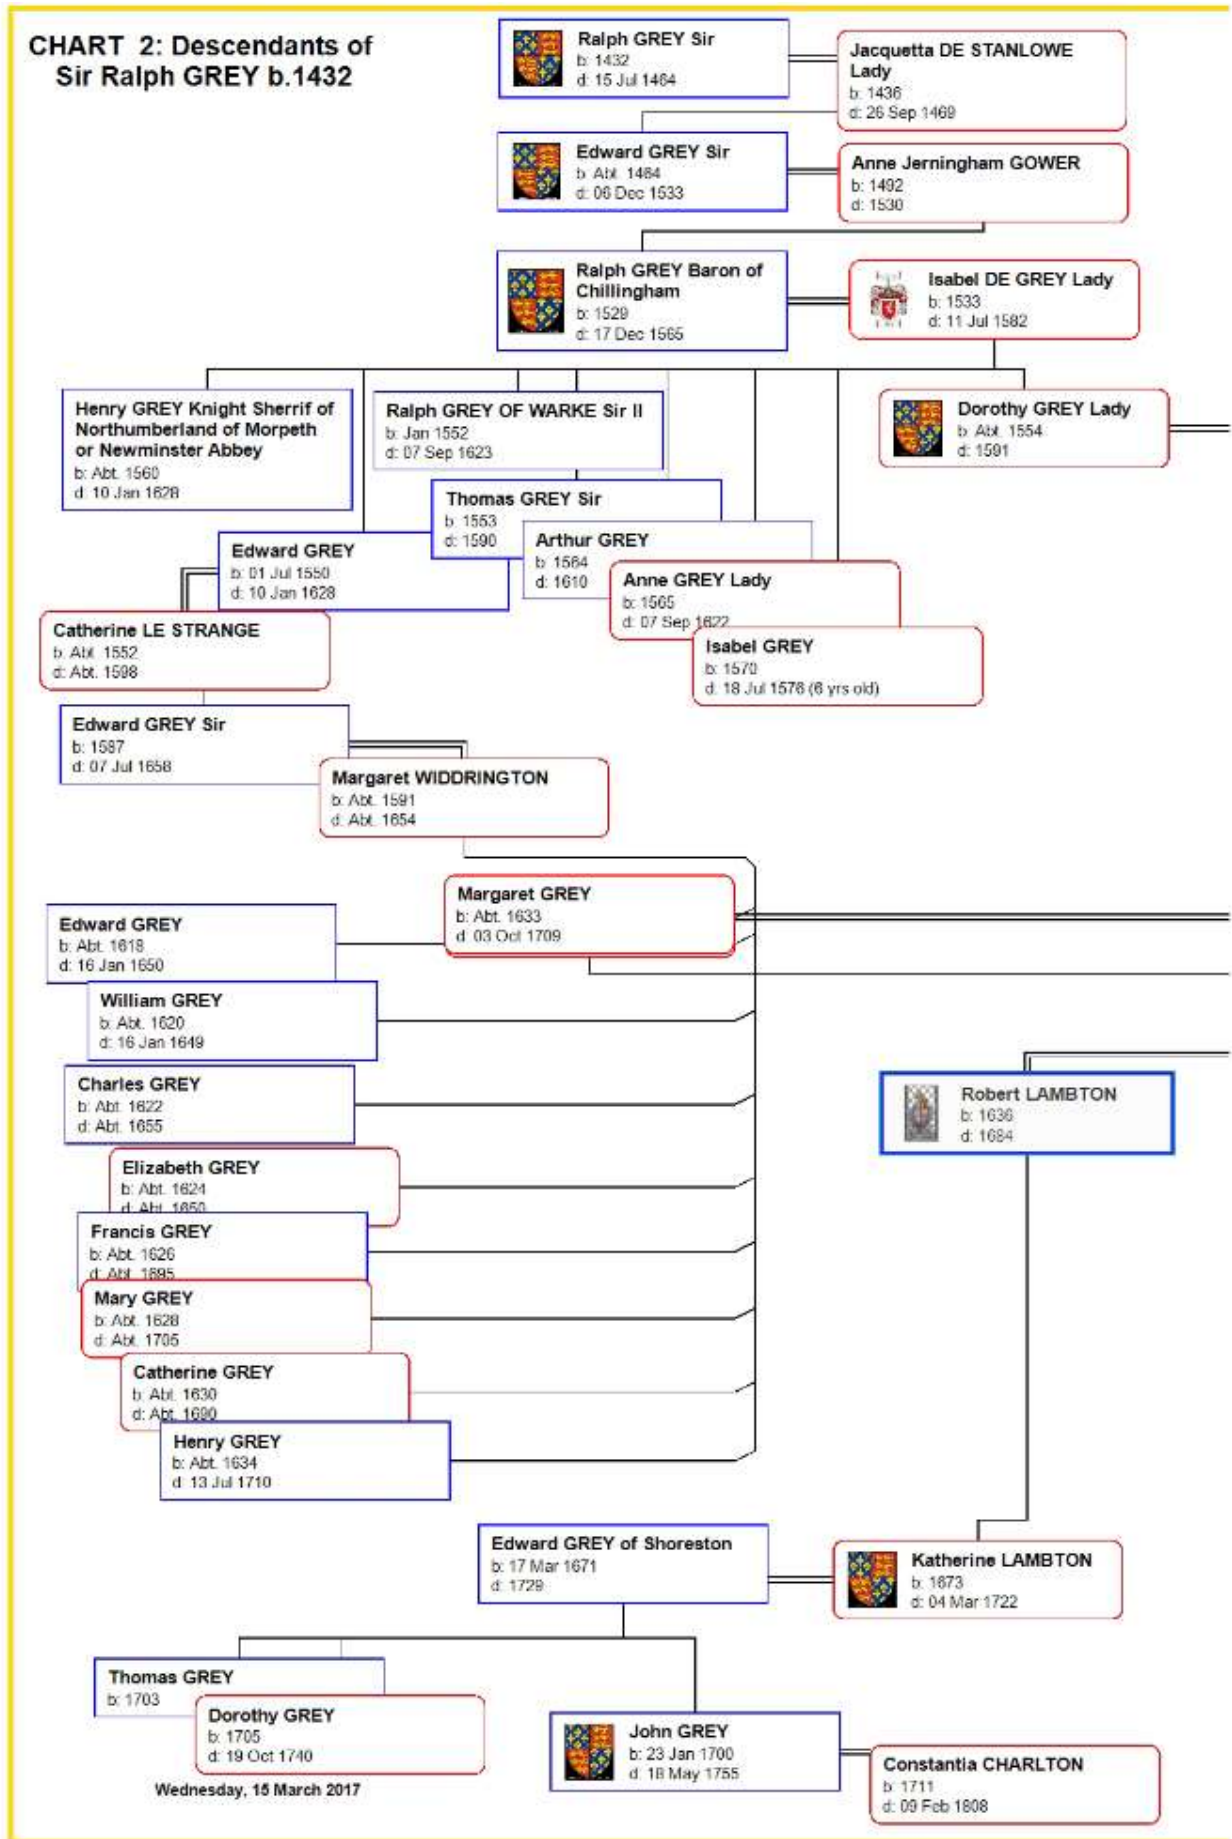 CHART 2: Descendants of
Sir Ralph GREY b.1432
Ralph GREY Sir
b: 1432
d: 15 Jul 1464
Jacquetta DE STANLOWE
Lady
b: 1436
d: 26 Sep 1469
Edward GREY Sir
b: Abt. 1464
d: 06 Dec 1533
Anne Jerningham GOWER
b: 1492
d: 1530
Ralph GREY Baron of
Chillingham
b: 1529
d: 17 Dec 1565
Isabel DE GREY Lady
b: 1533
d: 11 Jul 1582
Henry GREY Knight Sherrif of
Northumberland of Morpeth
or Newminster Abbey
b: Abt. 1560
d: 10 Jan 1628
Ralph GREY OF WARKE Sir II
b: Jan 1552
d: 07 Sep 1623
Dorothy GREY Lady
b: Abt. 1554
d: 1591
Thomas GREY Sir
b: 1553
d: 1590
Edward GREY
b: 01 Jul 1550
d: 10 Jan 1628
Arthur GREY
b: 1564
d: 1610
Anne GREY Lady
b: 1565
d: 07 Sep 1622
Catherine LE STRANGE
b: Abt. 1552
d: Abt. 1598
Isabel GREY
b: 1570
d: 18 Jul 1576 (6 yrs old)
Edward GREY Sir
b: 1587
d: 07 Jul 1658
Margaret WIDDRINGTON
b: Abt. 1591
d: Abt. 1654
Margaret GREY
b: Abt. 1633
d: 03 Oct 1709
Edward GREY
b: Abt. 1618
d: 16 Jan 1650
William GREY
b: Abt. 1620
d: 16 Jan 1649
Charles GREY
b: Abt. 1622
d: Abt. 1655
Robert LAMBTON
b: 1636
d: 1684
Elizabeth GREY
b: Abt. 1624
d: Abt. 1650
Francis GREY
b: Abt. 1626
d: Abt. 1695
Mary GREY
b: Abt. 1628
d: Abt. 1705
Catherine GREY
b: Abt. 1630
d: Abt. 1690
Henry GREY
b: Abt. 1634
d: 13 Jul 1710
Edward GREY of Shoreston
b: 17 Mar 1671
d: 1729
Katherine LAMBTON
b: 1673
d: 04 Mar 1722
Thomas GREY
b: 1703
Dorothy GREY
b: 1705
d: 19 Oct 1740
John GREY
b: 23 Jan 1700
d: 18 May 1755
Constantia CHARLTON
b: 1711
d: 09 Feb 1808
Wednesday, 15 March 2017